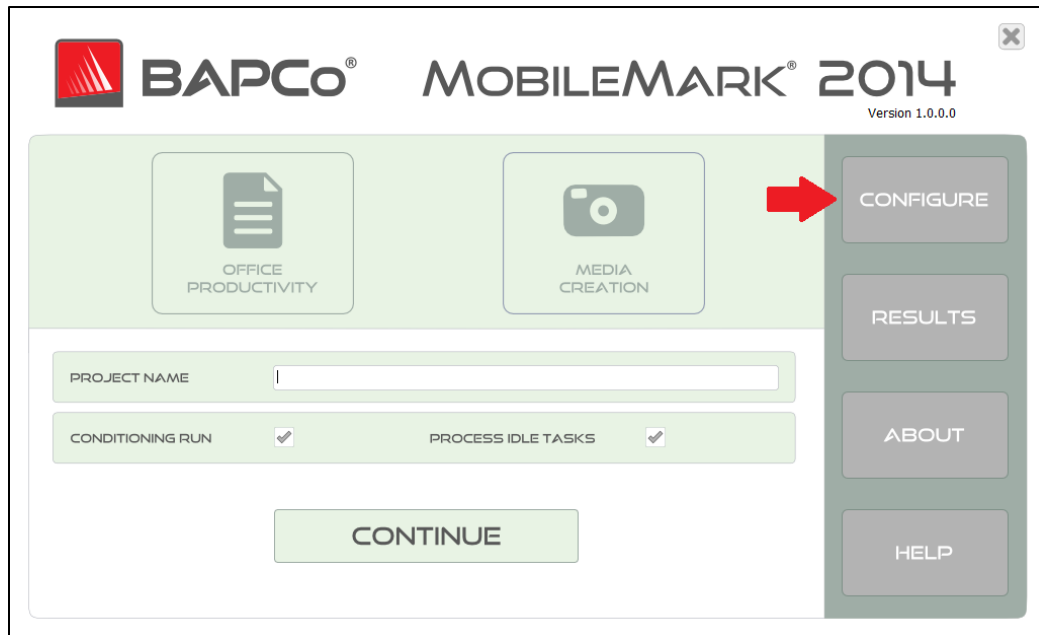 BAPCo® MOBILEMARK® 2014
Version 1.0.0.0
OFFICE
PRODUCTIVITY
MEDIA
CREATION
CONFIGURE
RESULTS
ABOUT
HELP
PROJECT NAME
CONDITIONING RUN
PROCESS IDLE TASKS
CONTINUE